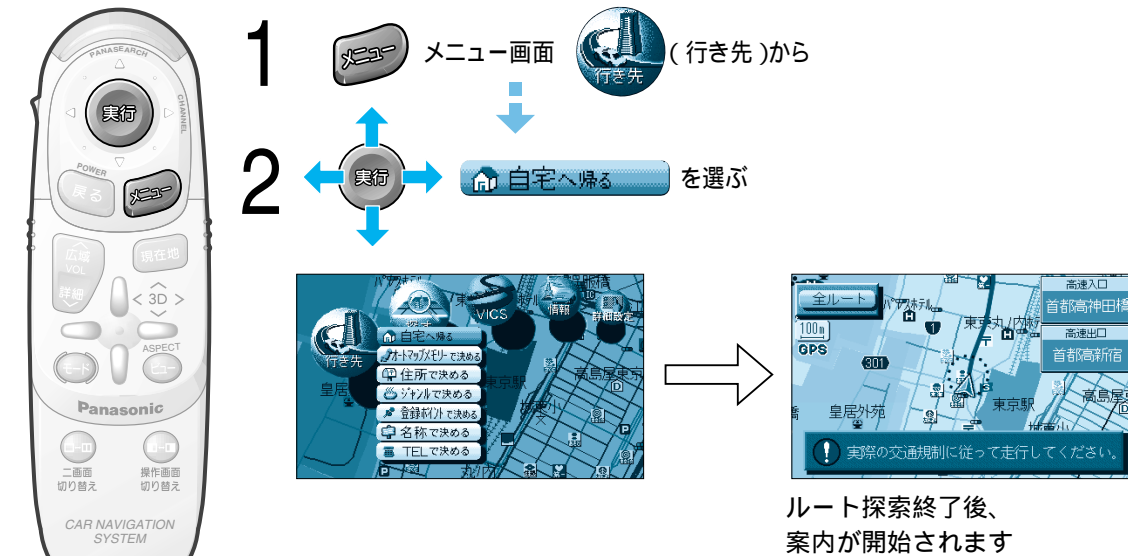 PANASEARCH
CHANNEL
実行
POWER
戻る
メニュー
広域
VOL
詳細
現在地
< 3D >
モード
ASPECT
ビュー
Panasonic
二画面
切り替え
操作画面
切り替え
CAR NAVIGATION
SYSTEM
1
メニュー
メニュー画面
行き先
(行き先)から
2
実行
自宅へ帰る
を選ぶ
行き先
VICS
情報
詳細設定
自宅へ帰る
オートマップメモリーで決める
住所で決める
ジャンルで決める
登録ポイントで決める
名称で決める
TELで決める
皇居
東京駅
高島屋東京
丸ノ内
全ルート
100m
GPS
301
1
皇居外苑
東京駅
高島屋
高速入口
首都高神田橋
高速出口
首都高新宿
実際の交通規制に従って走行してください。
ルート探索終了後、
案内が開始されます